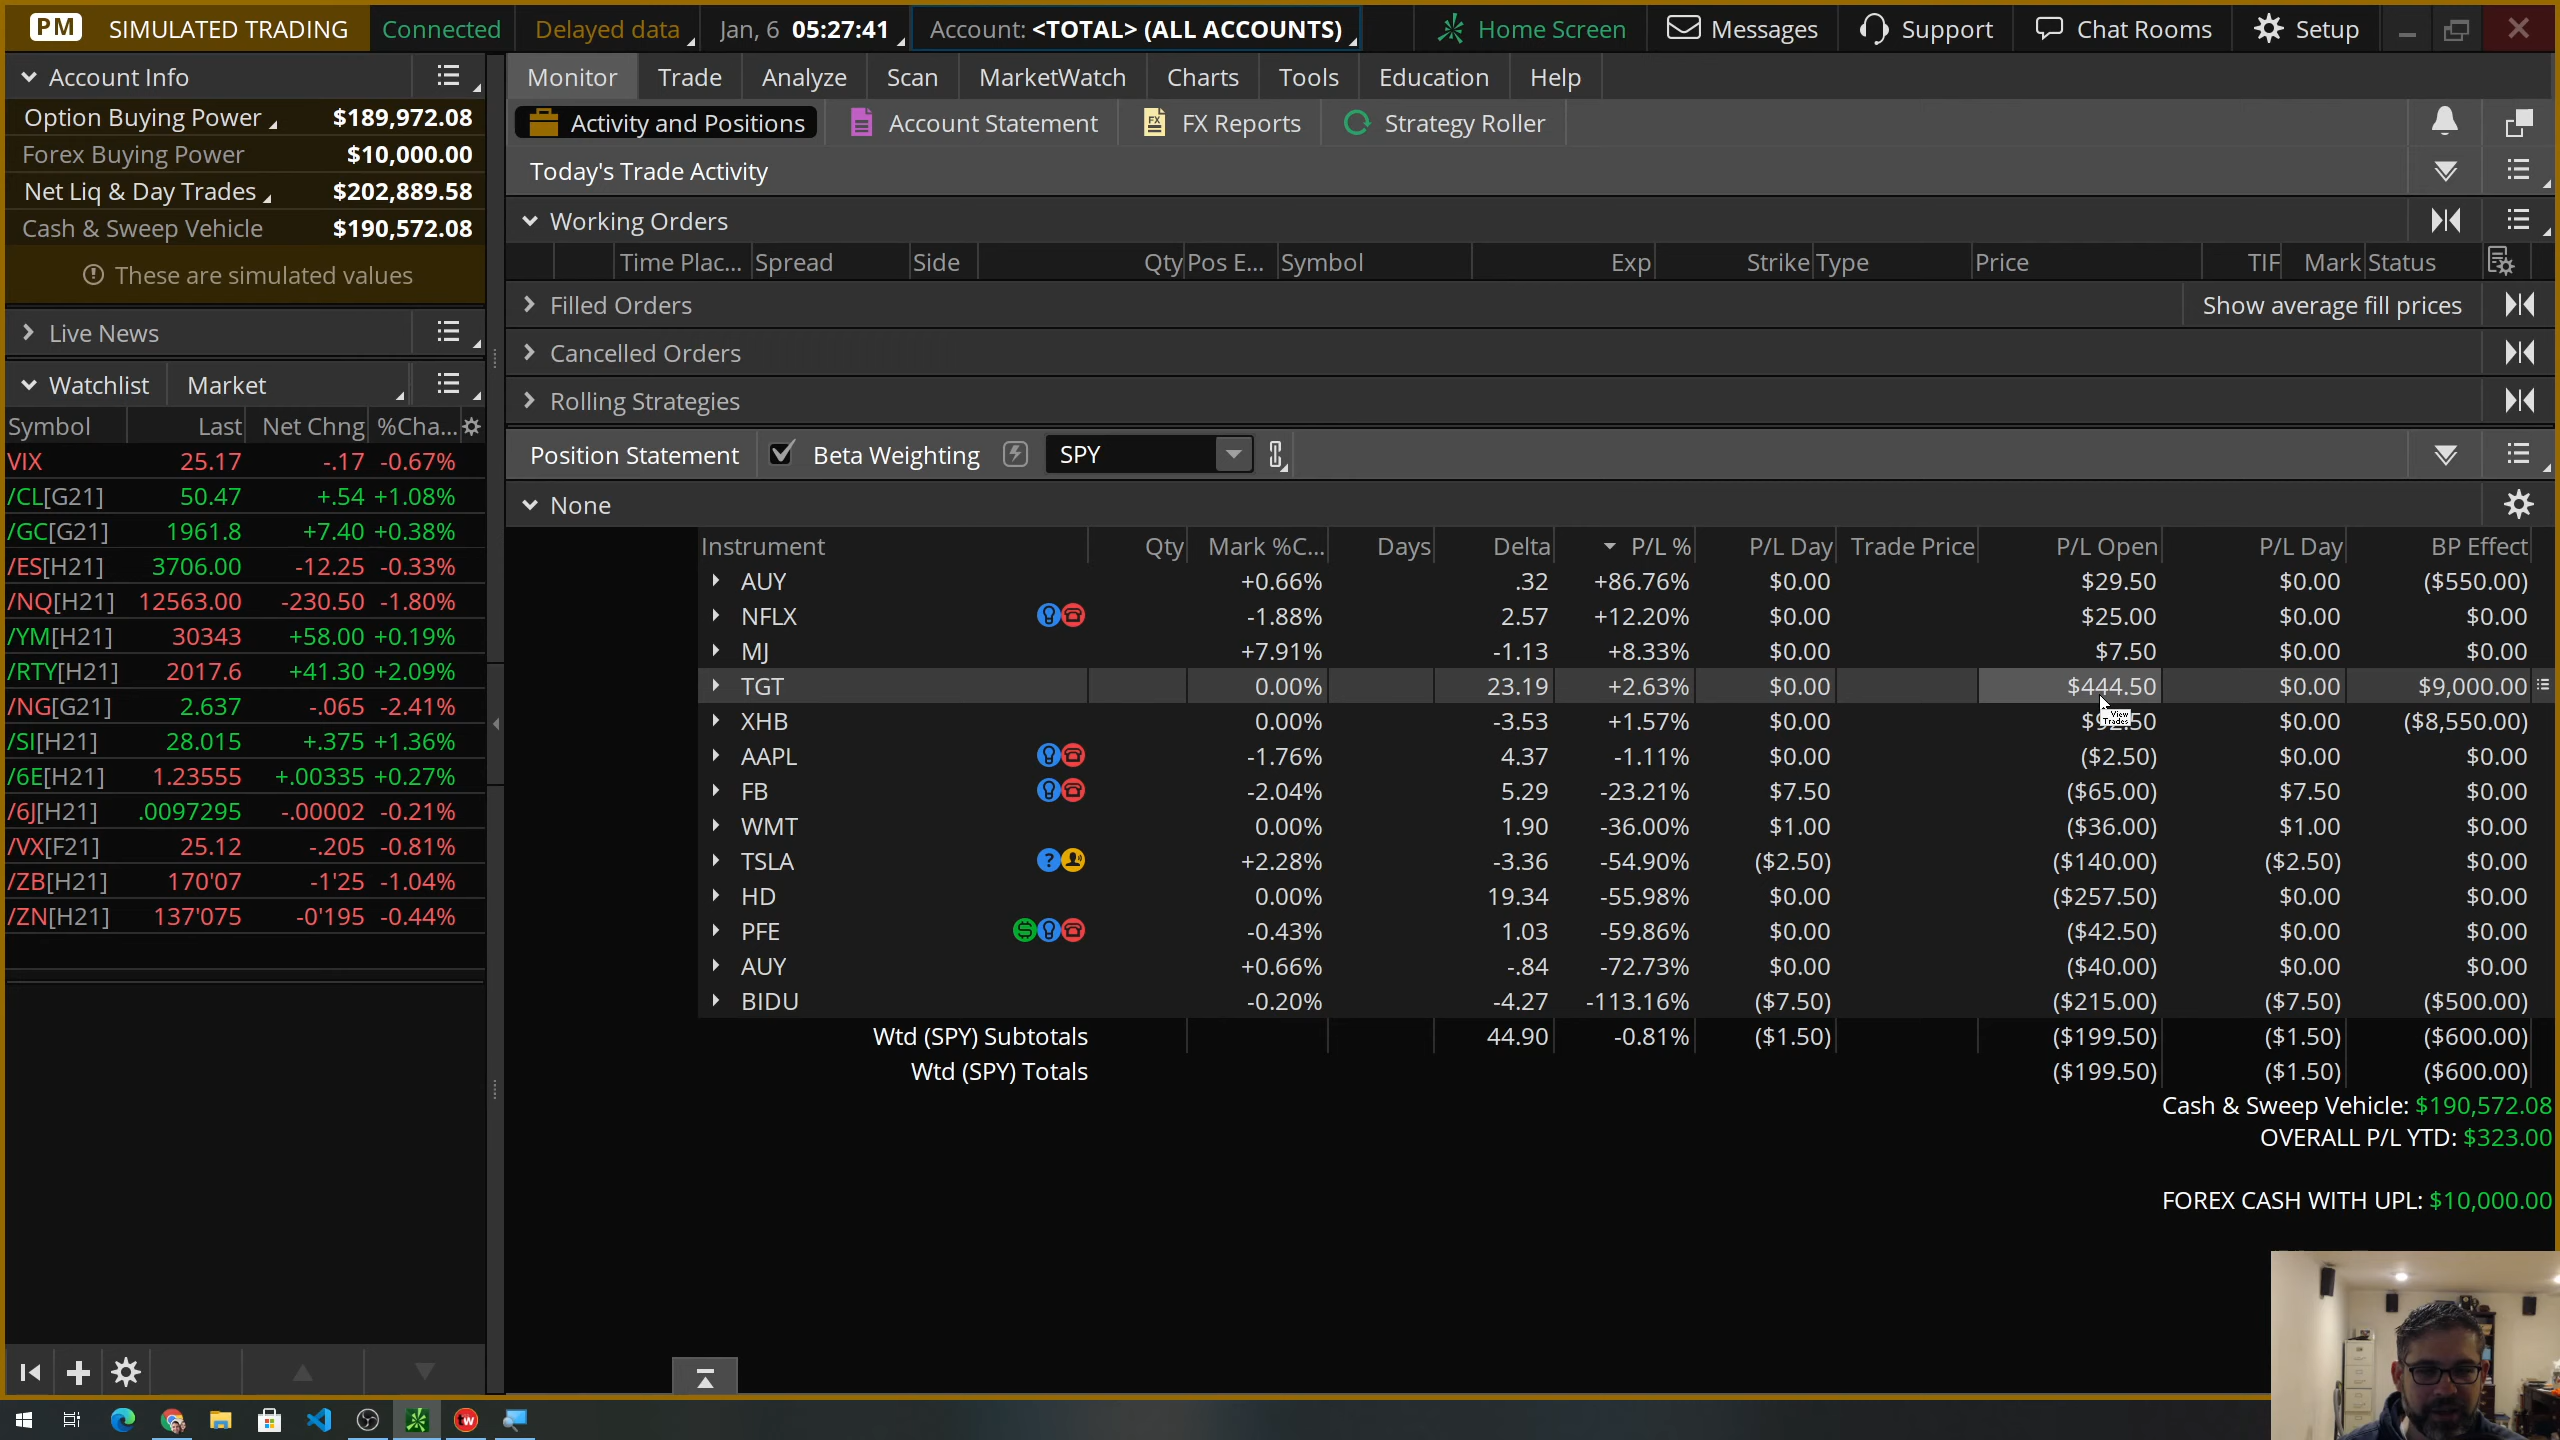 PM SIMULATED TRADING Connected Delayed data Jan, 6 05:27:41 Account: <TOTAL> (ALL ACCOUNTS) Home Screen Messages Support Chat Rooms Setup
Account Info
Option Buying Power $189,972.08
Forex Buying Power $10,000.00
Net Liq & Day Trades $202,889.58
Cash & Sweep Vehicle $190,572.08
These are simulated values
Live News
Watchlist Market
Symbol Last Net Chng %Cha...
VIX 25.17 -.17 -0.67%
/CL[G21] 50.47 +.54 +1.08%
/GC[G21] 1961.8 +7.40 +0.38%
/ES[H21] 3706.00 -12.25 -0.33%
/NQ[H21] 12563.00 -230.50 -1.80%
/YM[H21] 30343 +58.00 +0.19%
/RTY[H21] 2017.6 +41.30 +2.09%
/NG[G21] 2.637 -.065 -2.41%
/SI[H21] 28.015 +.375 +1.36%
/6E[H21] 1.23555 +.00335 +0.27%
/6J[H21] .0097295 -.00002 -0.21%
/VX[F21] 25.12 -.205 -0.81%
/ZB[H21] 170'07 -1'25 -1.04%
/ZN[H21] 137'075 -0'195 -0.44%
Monitor Trade Analyze Scan MarketWatch Charts Tools Education Help
Activity and Positions Account Statement FX FX Reports Strategy Roller
Today's Trade Activity
Working Orders
Time Plac... Spread Side Qty Pos E... Symbol Exp Strike Type Price TIF Mark Status
Filled Orders Show average fill prices
Cancelled Orders
Rolling Strategies
Position Statement Beta Weighting SPY
None
Instrument Qty Mark %C... Days Delta P/L % P/L Day Trade Price P/L Open P/L Day BP Effect
AUY +0.66% .32 +86.76% $0.00 $29.50 $0.00 ($550.00)
NFLX -1.88% 2.57 +12.20% $0.00 $25.00 $0.00 $0.00
MJ +7.91% -1.13 +8.33% $0.00 $7.50 $0.00 $0.00
TGT 0.00% 23.19 +2.63% $0.00 $444.50 $0.00 $9,000.00
View Trades
XHB 0.00% -3.53 +1.57% $0.00 $0.00 ($8,550.00)
AAPL -1.76% 4.37 -1.11% $0.00 ($2.50) $0.00 $0.00
FB -2.04% 5.29 -23.21% $7.50 ($65.00) $7.50 $0.00
WMT 0.00% 1.90 -36.00% $1.00 ($36.00) $1.00 $0.00
TSLA ? +2.28% -3.36 -54.90% ($2.50) ($140.00) ($2.50) $0.00
HD 0.00% 19.34 -55.98% $0.00 ($257.50) $0.00 $0.00
PFE $ -0.43% 1.03 -59.86% $0.00 ($42.50) $0.00 $0.00
AUY +0.66% -.84 -72.73% $0.00 ($40.00) $0.00 $0.00
BIDU -0.20% -4.27 -113.16% ($7.50) ($215.00) ($7.50) ($500.00)
Wtd (SPY) Subtotals 44.90 -0.81% ($1.50) ($199.50) ($1.50) ($600.00)
Wtd (SPY) Totals ($199.50) ($1.50) ($600.00)
Cash & Sweep Vehicle: $190,572.08
OVERALL P/L YTD: $323.00
FOREX CASH WITH UPL: $10,000.00